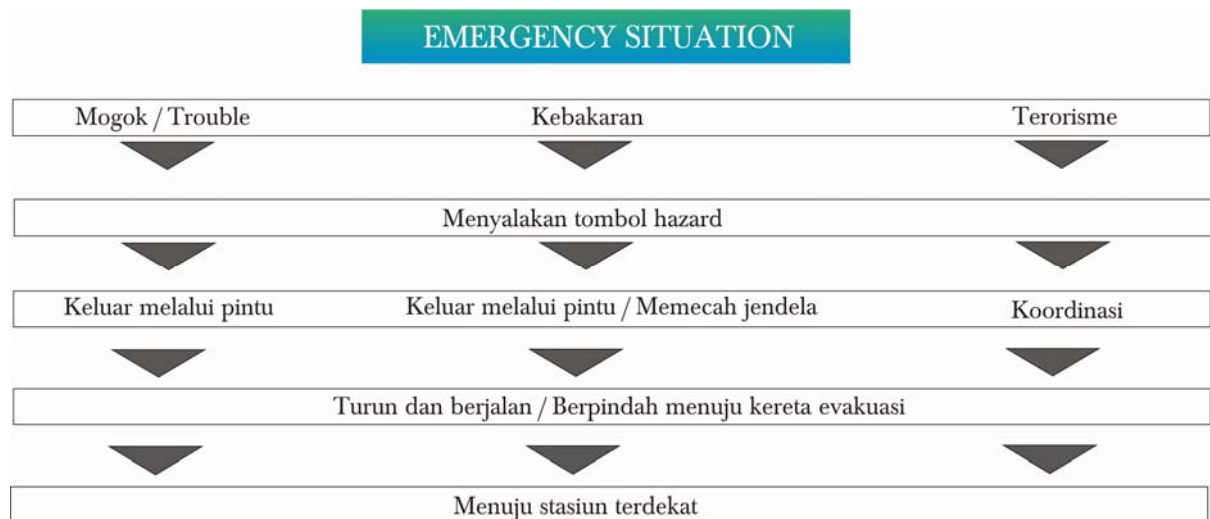 EMERGENCY SITUATION
Mogok / Trouble Kebakaran Terorisme
Menyalakan tombol hazard
Keluar melalui pintu Keluar melalui pintu / Memecah jendela Koordinasi
Turun dan berjalan / Berpindah menuju kereta evakuasi
Menuju stasiun terdekat